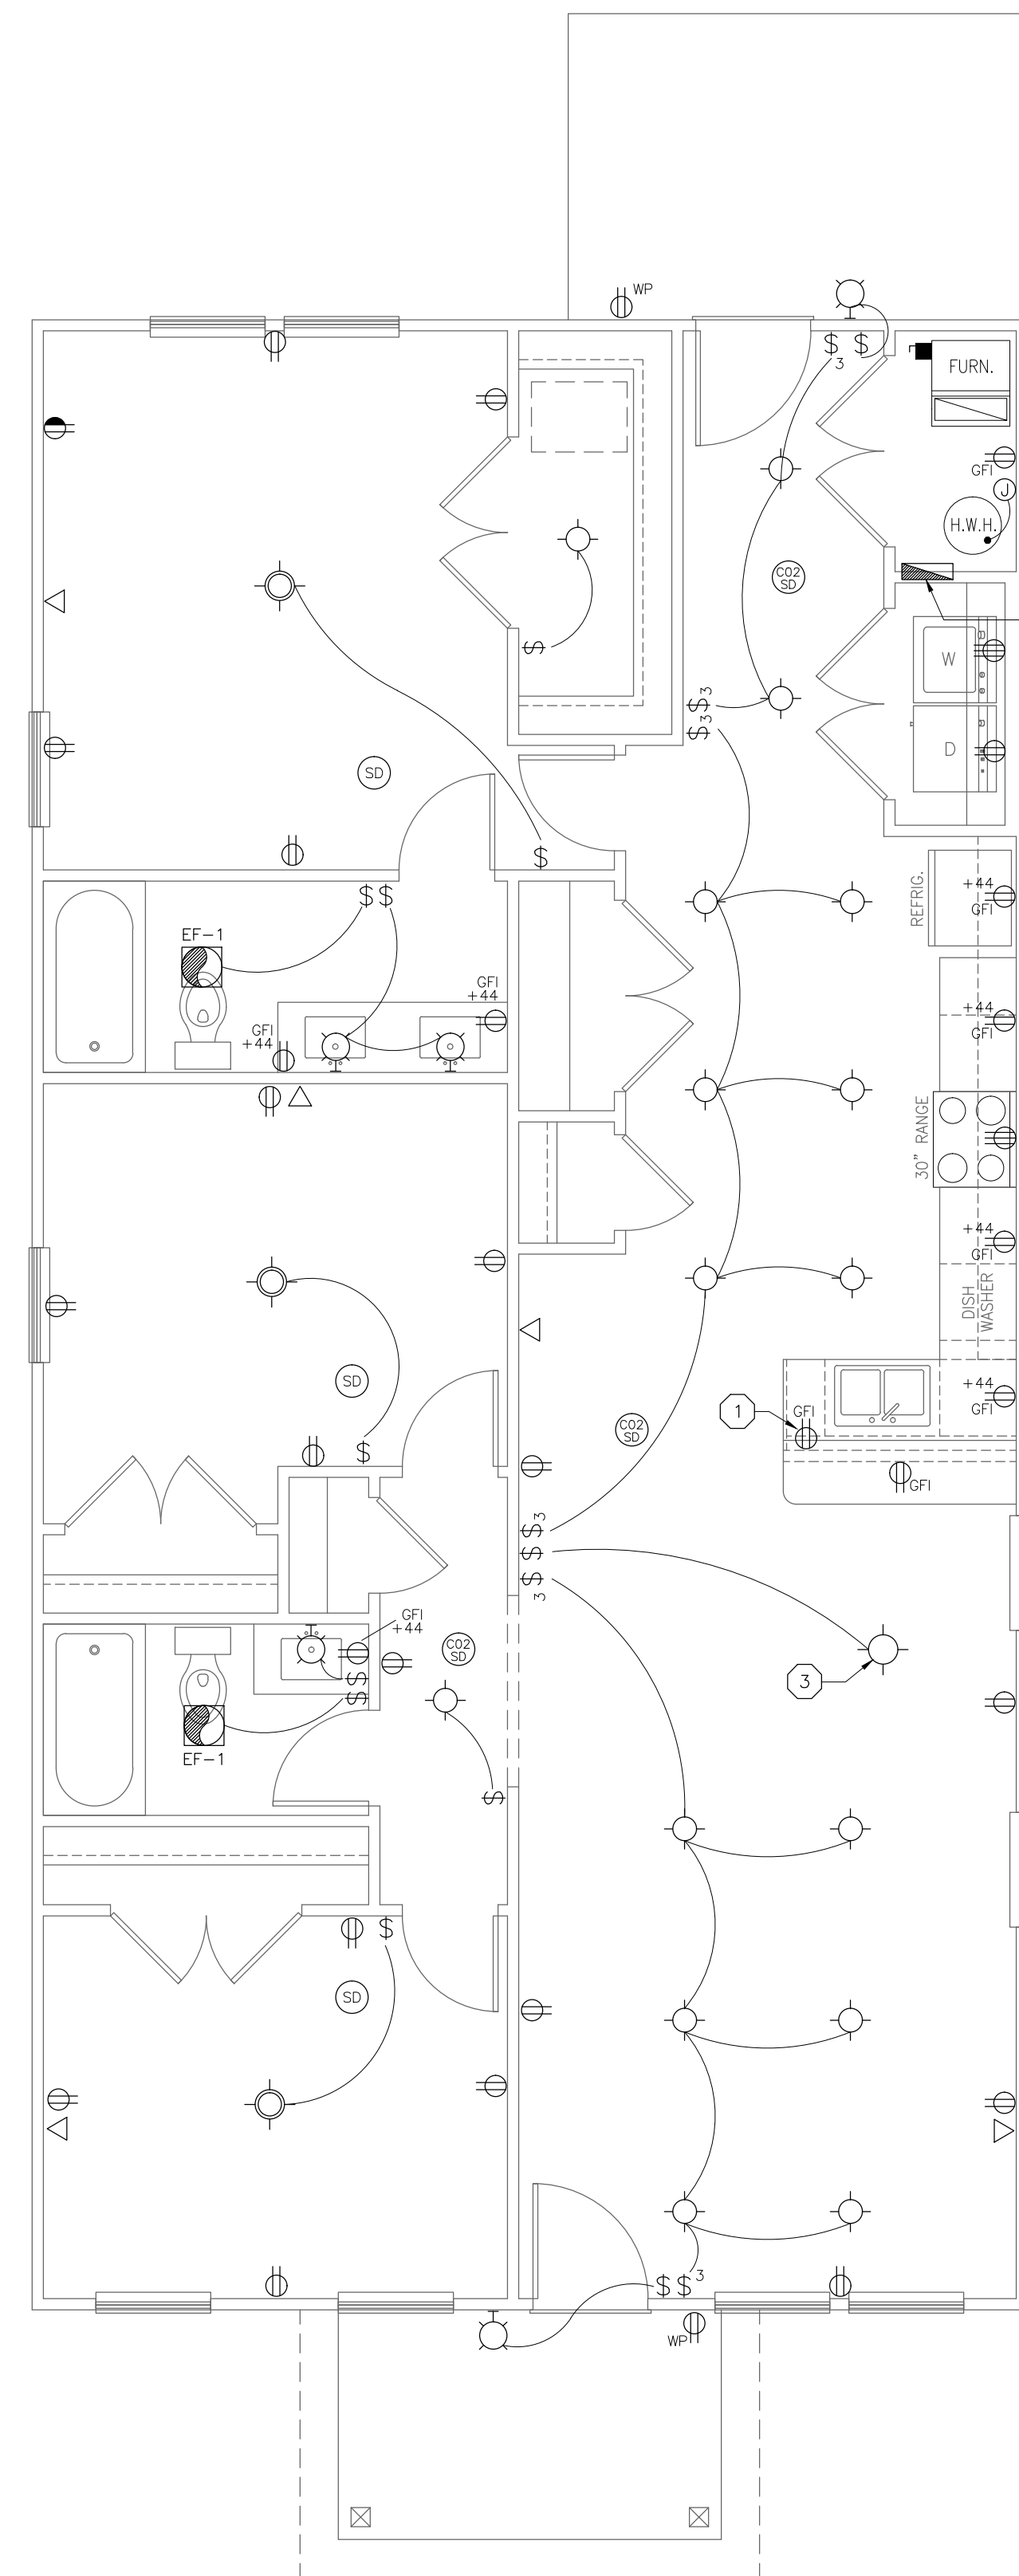 WP
$ $
3
FURN.
GFI
J
H.W.H.
CO2
SD
$
W
$3
$3
D
SD
$
$ $
+44
GFI
REFRIG.
EF-1
GFI
+44
GFI
+44
+44
GFI
30" RANGE
+44
GFI
DISH
WASHER
SD
+44
GFI
1
GFI
CO2
SD
$
GFI
$3
$
$
3
GFI
+44
CO2
SD
$
$
3
EF-1
$
$
SD
$ $ 3
WP